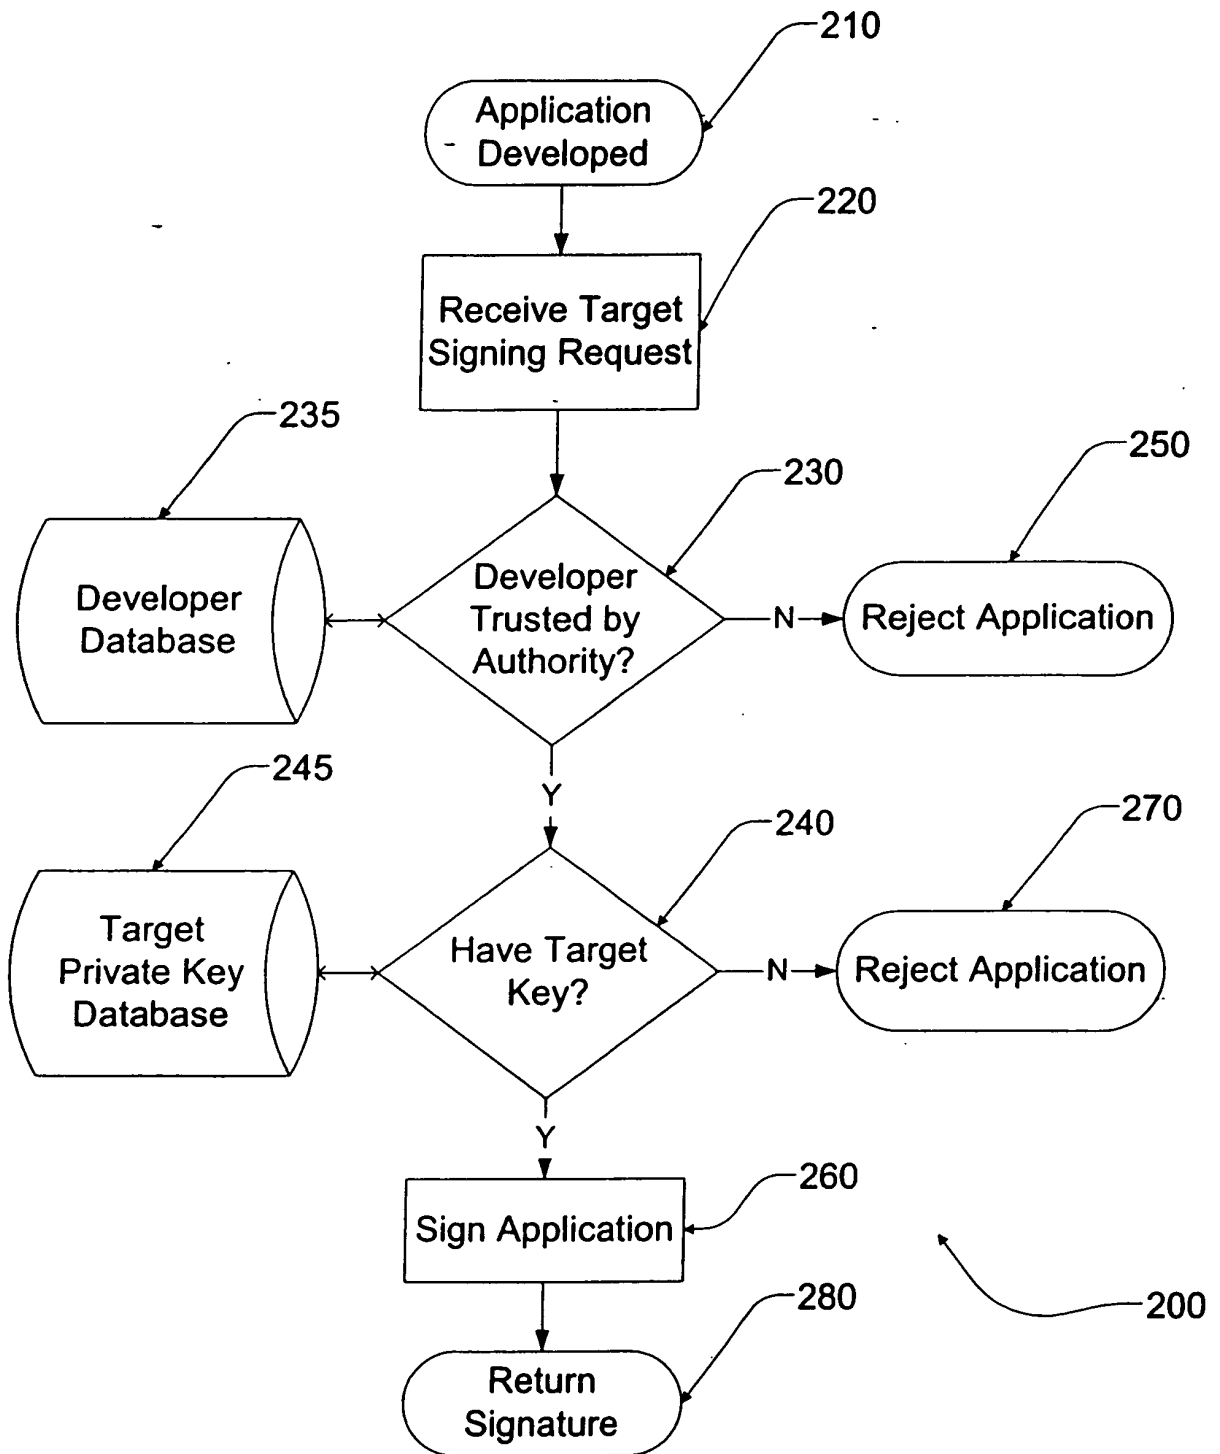 210
Application
Developed
220
Receive Target
Signing Request
235
230
250
Developer
Database
Developer
Trusted by
Authority?
N
Reject Application
Y
245
240
270
Target
Private Key
Database
Have Target
Key?
N
Reject Application
Y
260
Sign Application
280
200
Return
Signature